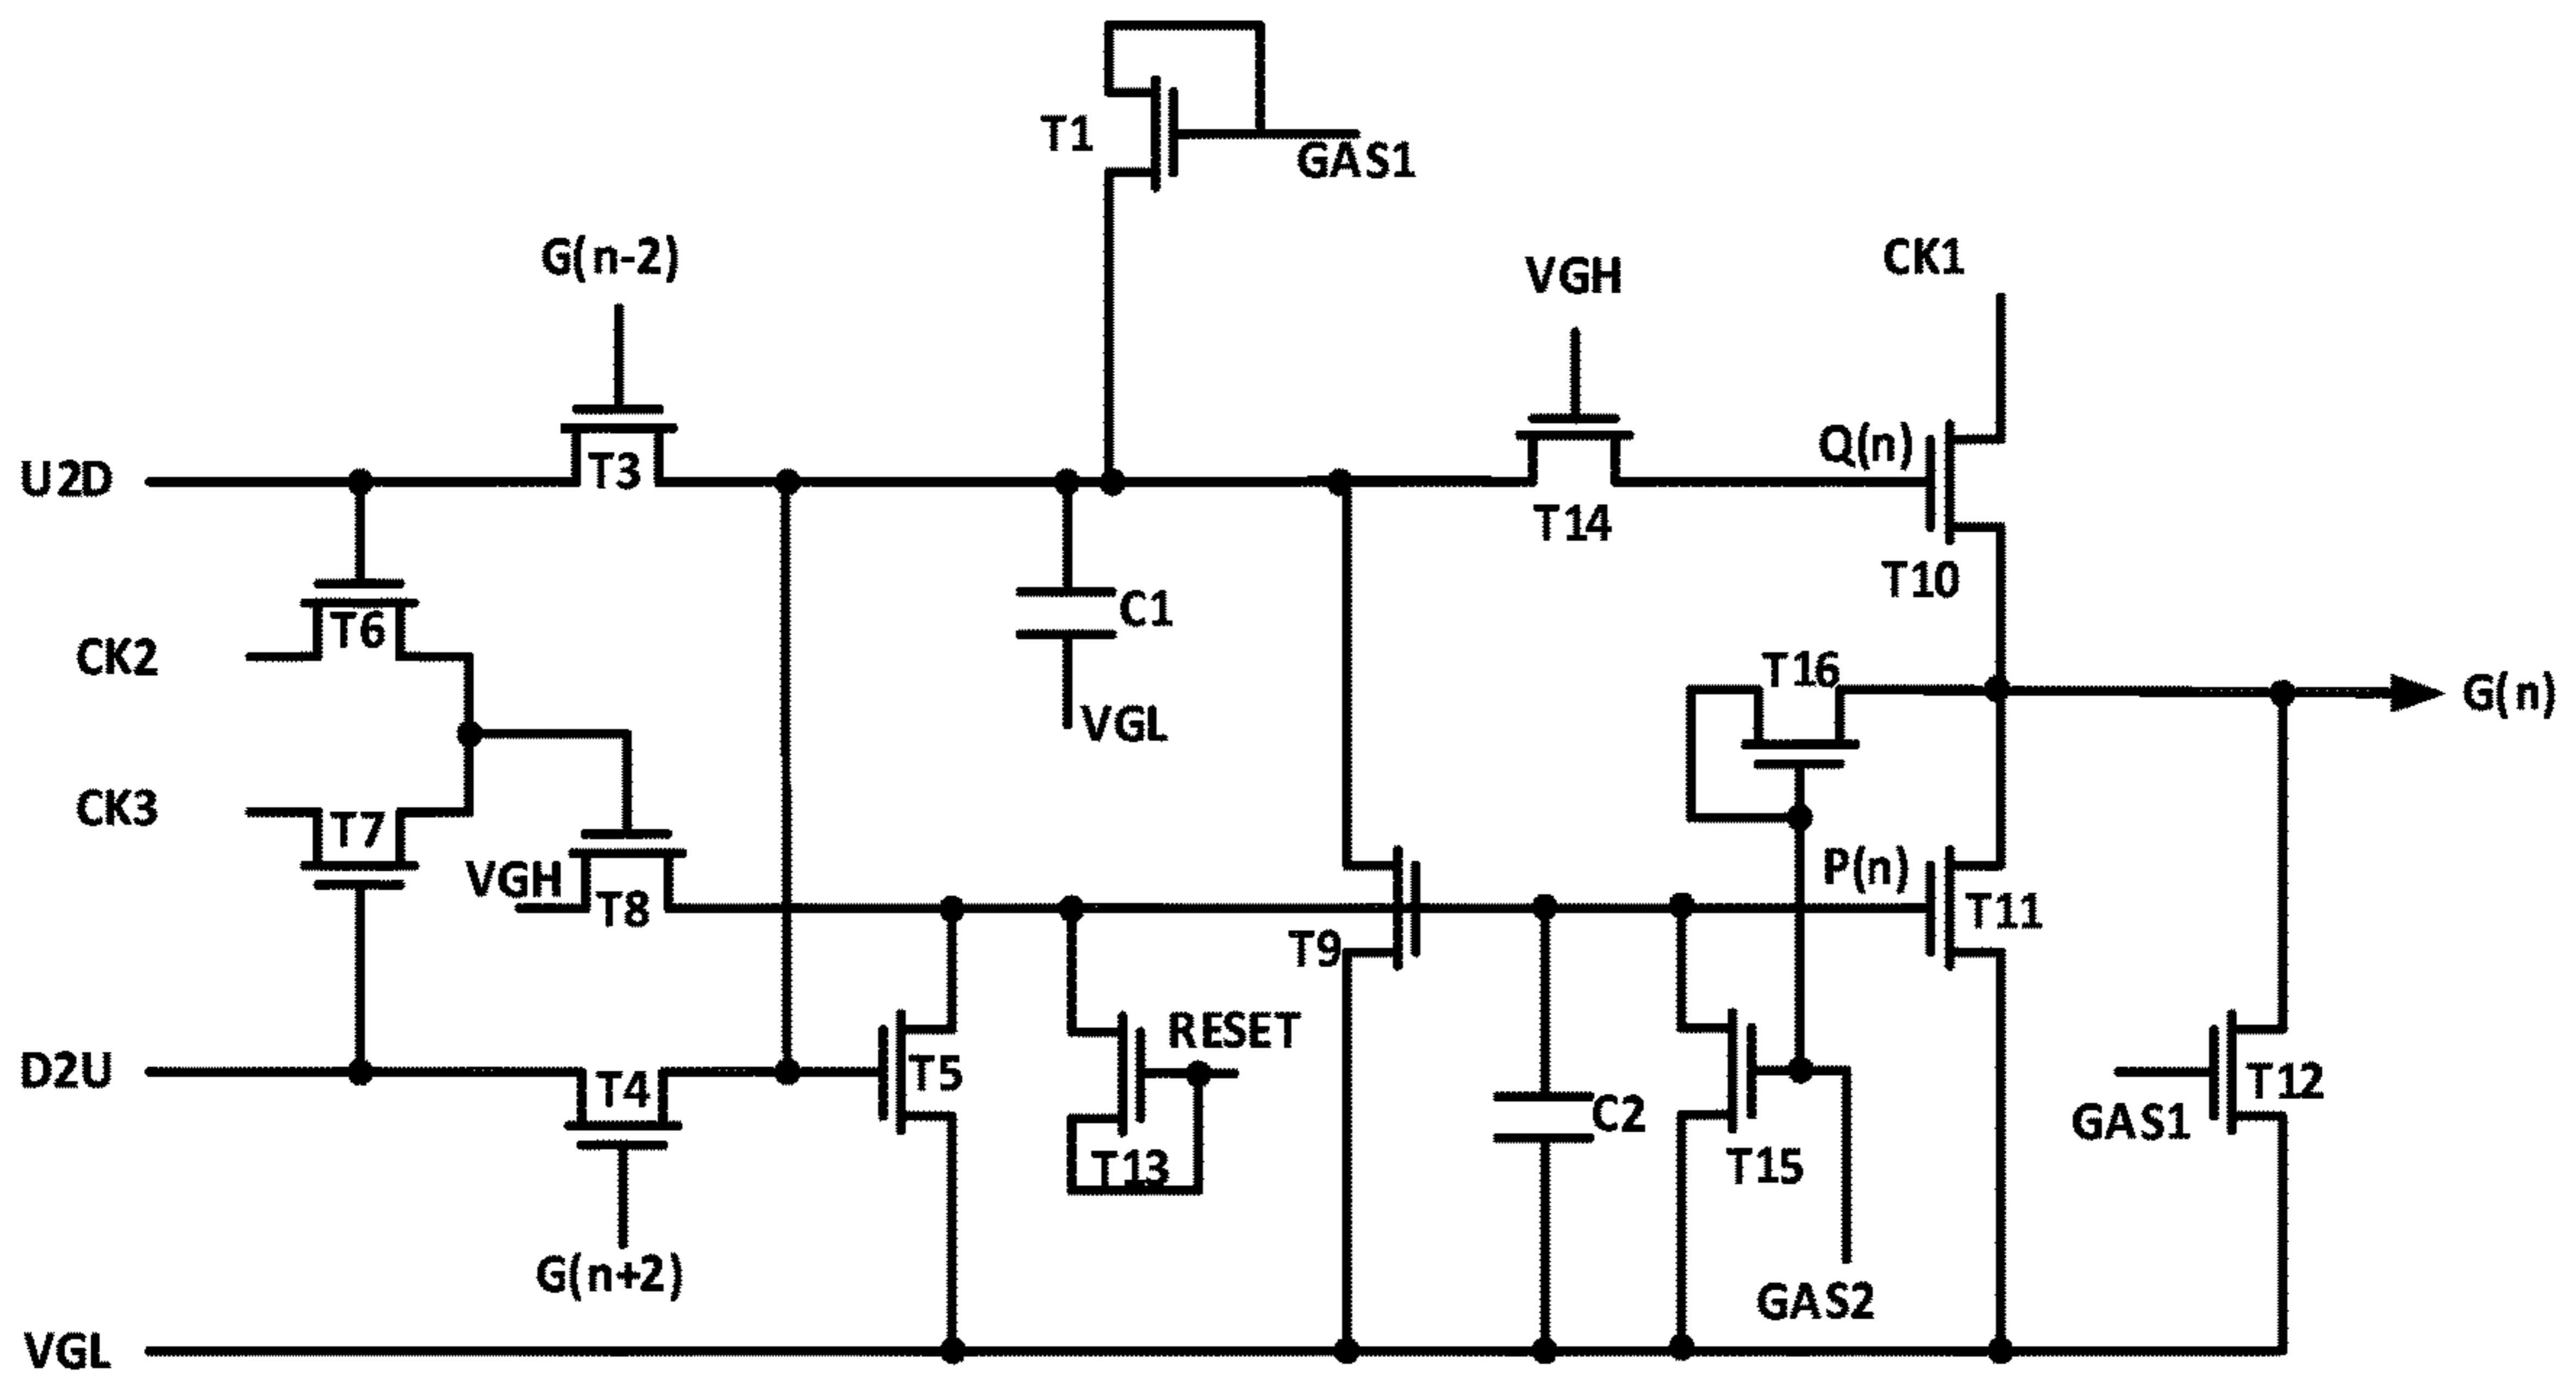 T1
GAS1
G(n-2)
VGH
CK1
Q(n)
U2D
T3
T14
T10
T6
C1
CK2
T16
G(n)
VGL
CK3
T7
VGH
T8
P(n)
T11
T9
RESET
D2U
T4
T5
C2
T12
GAS1
T13
T15
G(n+2)
GAS2
VGL